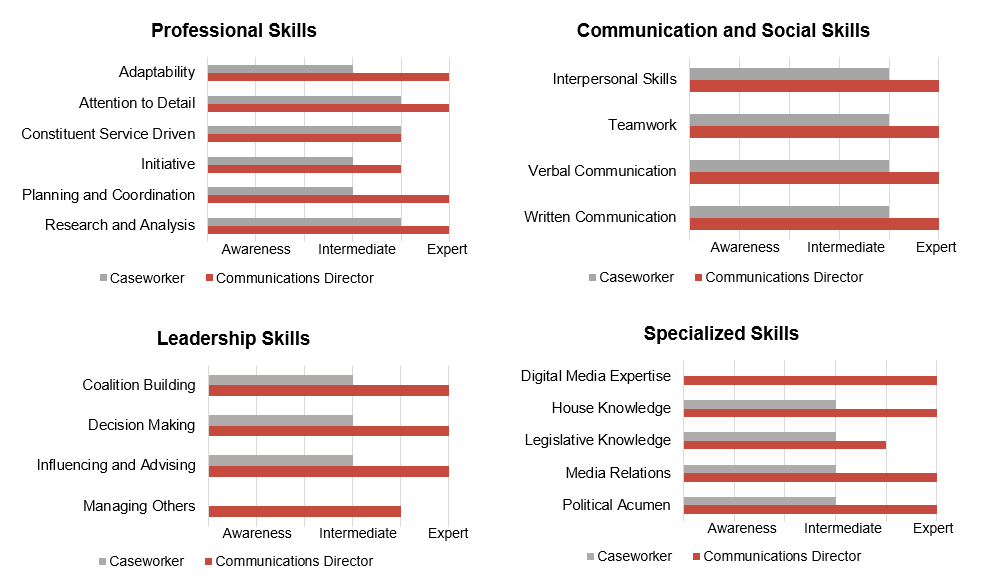 Professional Skills
Adaptability
Attention to Detail
Constituent Service Driven
Initiative
Planning and Coordination
Research and Analysis
Awareness Intermediate Expert
Caseworker Communications Director
Communication and Social Skills
Interpersonal Skills
Teamwork
Verbal Communication
Written Communication
Awareness Intermediate Expert
Caseworker Communications Director
Leadership Skills
Coalition Building
Decision Making
Influencing and Advising
Managing Others
Awareness Intermediate Expert
Caseworker Communications Director
Specialized Skills
Digital Media Expertise
House Knowledge
Legislative Knowledge
Media Relations
Political Acumen
Awareness Intermediate Expert
Caseworker Communications Director